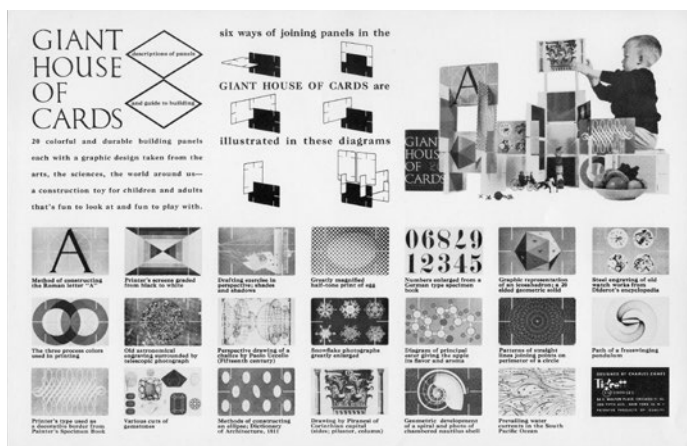 GIANT
HOUSE
OF
CARDS
descriptions of panels
and guide to building
20 colorful and durable building panels
each with a graphic design taken from the
arts, the sciences, the world around us—
a construction toy for children and adults
that's fun to look at and fun to play with.
six ways of joining panels in the
GIANT HOUSE OF CARDS are
illustrated in these diagrams
A
GIANT
HOUSE
OF
CARDS
A
Method of constructing
the Roman letter "A"
Printer's screens graded
from black to white
Drafting exercise in
perspective; shades
and shadows
Greatly magnified
half-tone print of egg
06829
12345
Numbers enlarged from a
German type specimen
book
Graphic representation
of an icosahedron; a 20
sided geometric solid
Steel engraving of old
watch works from
Diderot's encyclopedia
The three process colors
used in printing
Old astronomical
engraving surrounded by
telescopic photograph
Perspective drawing of a
chalice by Paolo Uccello
(Fifteenth century)
Snowflake photographs
greatly enlarged
Diagram of principal
ester giving the apple
its flavor and aroma
Patterns of straight
lines joining points on
perimeter of a circle
Path of a freeswinging
pendulum
Printer's type used as
a decorative border from
Painter's Specimen Book
Various cuts of
gemstones
Methods of constructing
an ellipse; Dictionary
of Architecture, 1811
Drawing by Piranesi of
Corinthian capital
Geometric development
of a spiral and photo of
chambered nautilus shell
Prevailing water
currents in the South
Pacific Ocean
DESIGNED BY CHARLES EAMES
Tigrett
ENTERPRISES